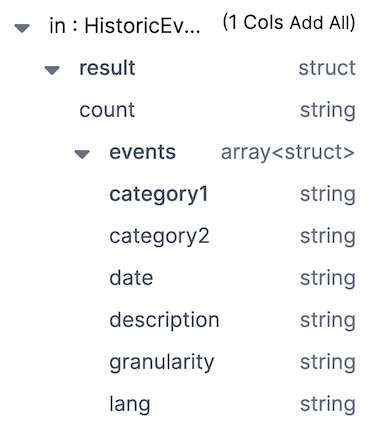 in : HistoricEv... (1 Cols Add All)
result struct
count string
events array<struct>
category1 string
category2 string
date string
description string
granularity string
lang string